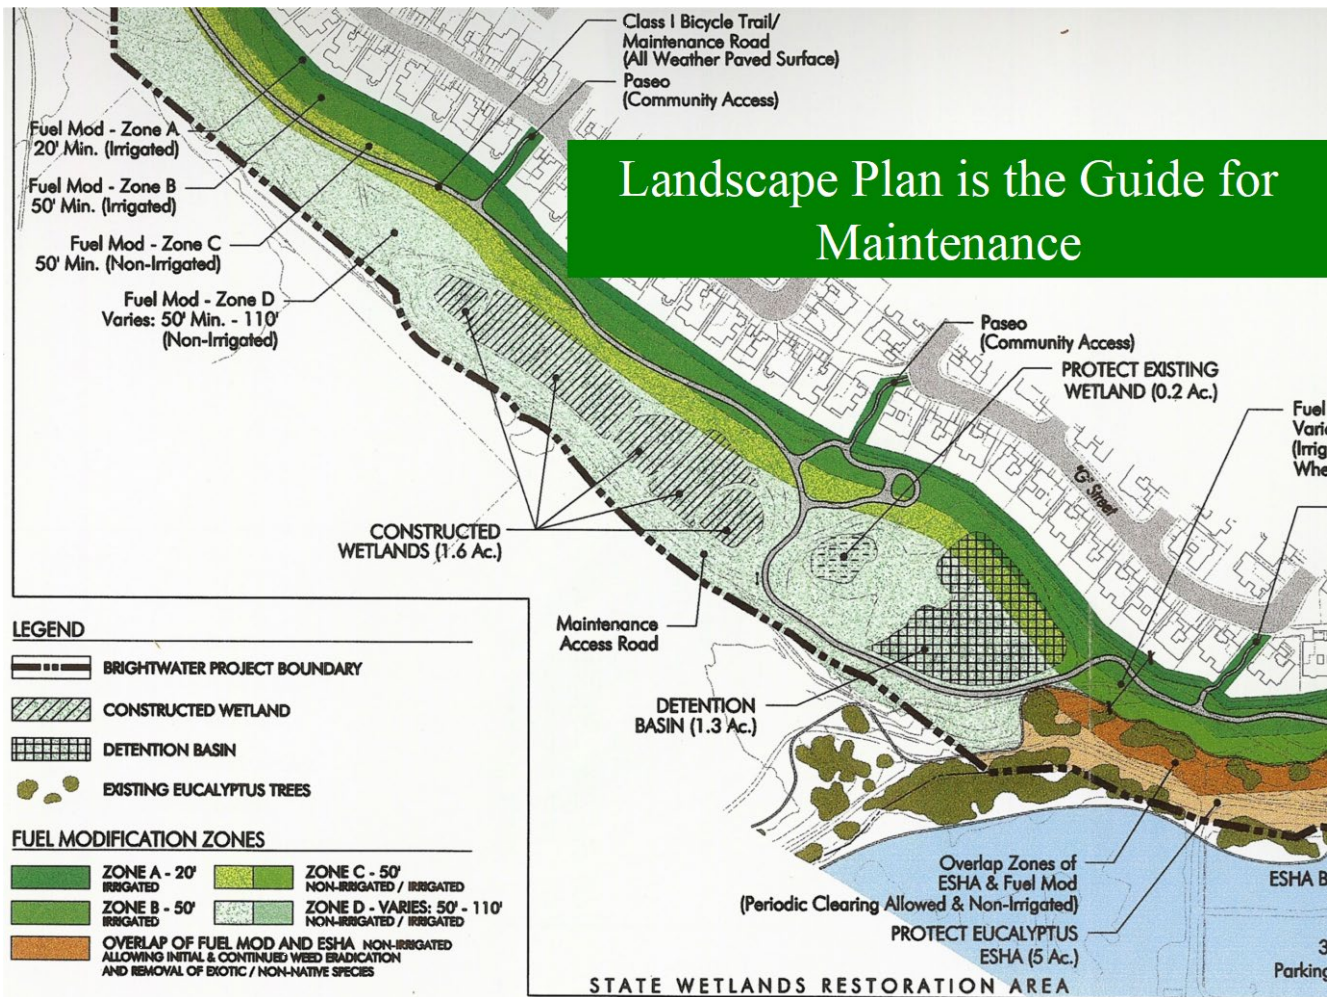 Class I Bicycle Trail/
Maintenance Road
(All Weather Paved Surface)
Paseo
(Community Access)
Fuel Mod - Zone A
20' Min. (Irrigated)
Fuel Mod - Zone B
50' Min. (Irrigated)
Fuel Mod - Zone C
50' Min. (Non-Irrigated)
Fuel Mod - Zone D
Varies: 50' Min. - 110'
(Non-Irrigated)
Landscape Plan is the Guide for
Maintenance
Paseo
(Community Access)
PROTECT EXISTING
WETLAND (0.2 Ac.)
Fuel
Varie
(Irrig
Whe
"G" Street
CONSTRUCTED
WETLANDS (1.6 Ac.)
Maintenance
Access Road
DETENTION
BASIN (1.3 Ac.)
LEGEND
BRIGHTWATER PROJECT BOUNDARY
CONSTRUCTED WETLAND
DETENTION BASIN
EXISTING EUCALYPTUS TREES
FUEL MODIFICATION ZONES
ZONE A - 20'
IRRIGATED
ZONE B - 50'
IRRIGATED
ZONE C - 50'
NON-IRRIGATED / IRRIGATED
ZONE D - VARIES: 50' - 110'
NON-IRRIGATED / IRRIGATED
OVERLAP OF FUEL MOD AND ESHA NON-IRRIGATED
ALLOWING INITIAL & CONTINUED WEED ERADICATION
AND REMOVAL OF EXOTIC / NON-NATIVE SPECIES
Overlap Zones of
ESHA & Fuel Mod
(Periodic Clearing Allowed & Non-Irrigated)
PROTECT EUCALYPTUS
ESHA (5 Ac.)
ESHA B
3
Parking
STATE WETLANDS RESTORATION AREA